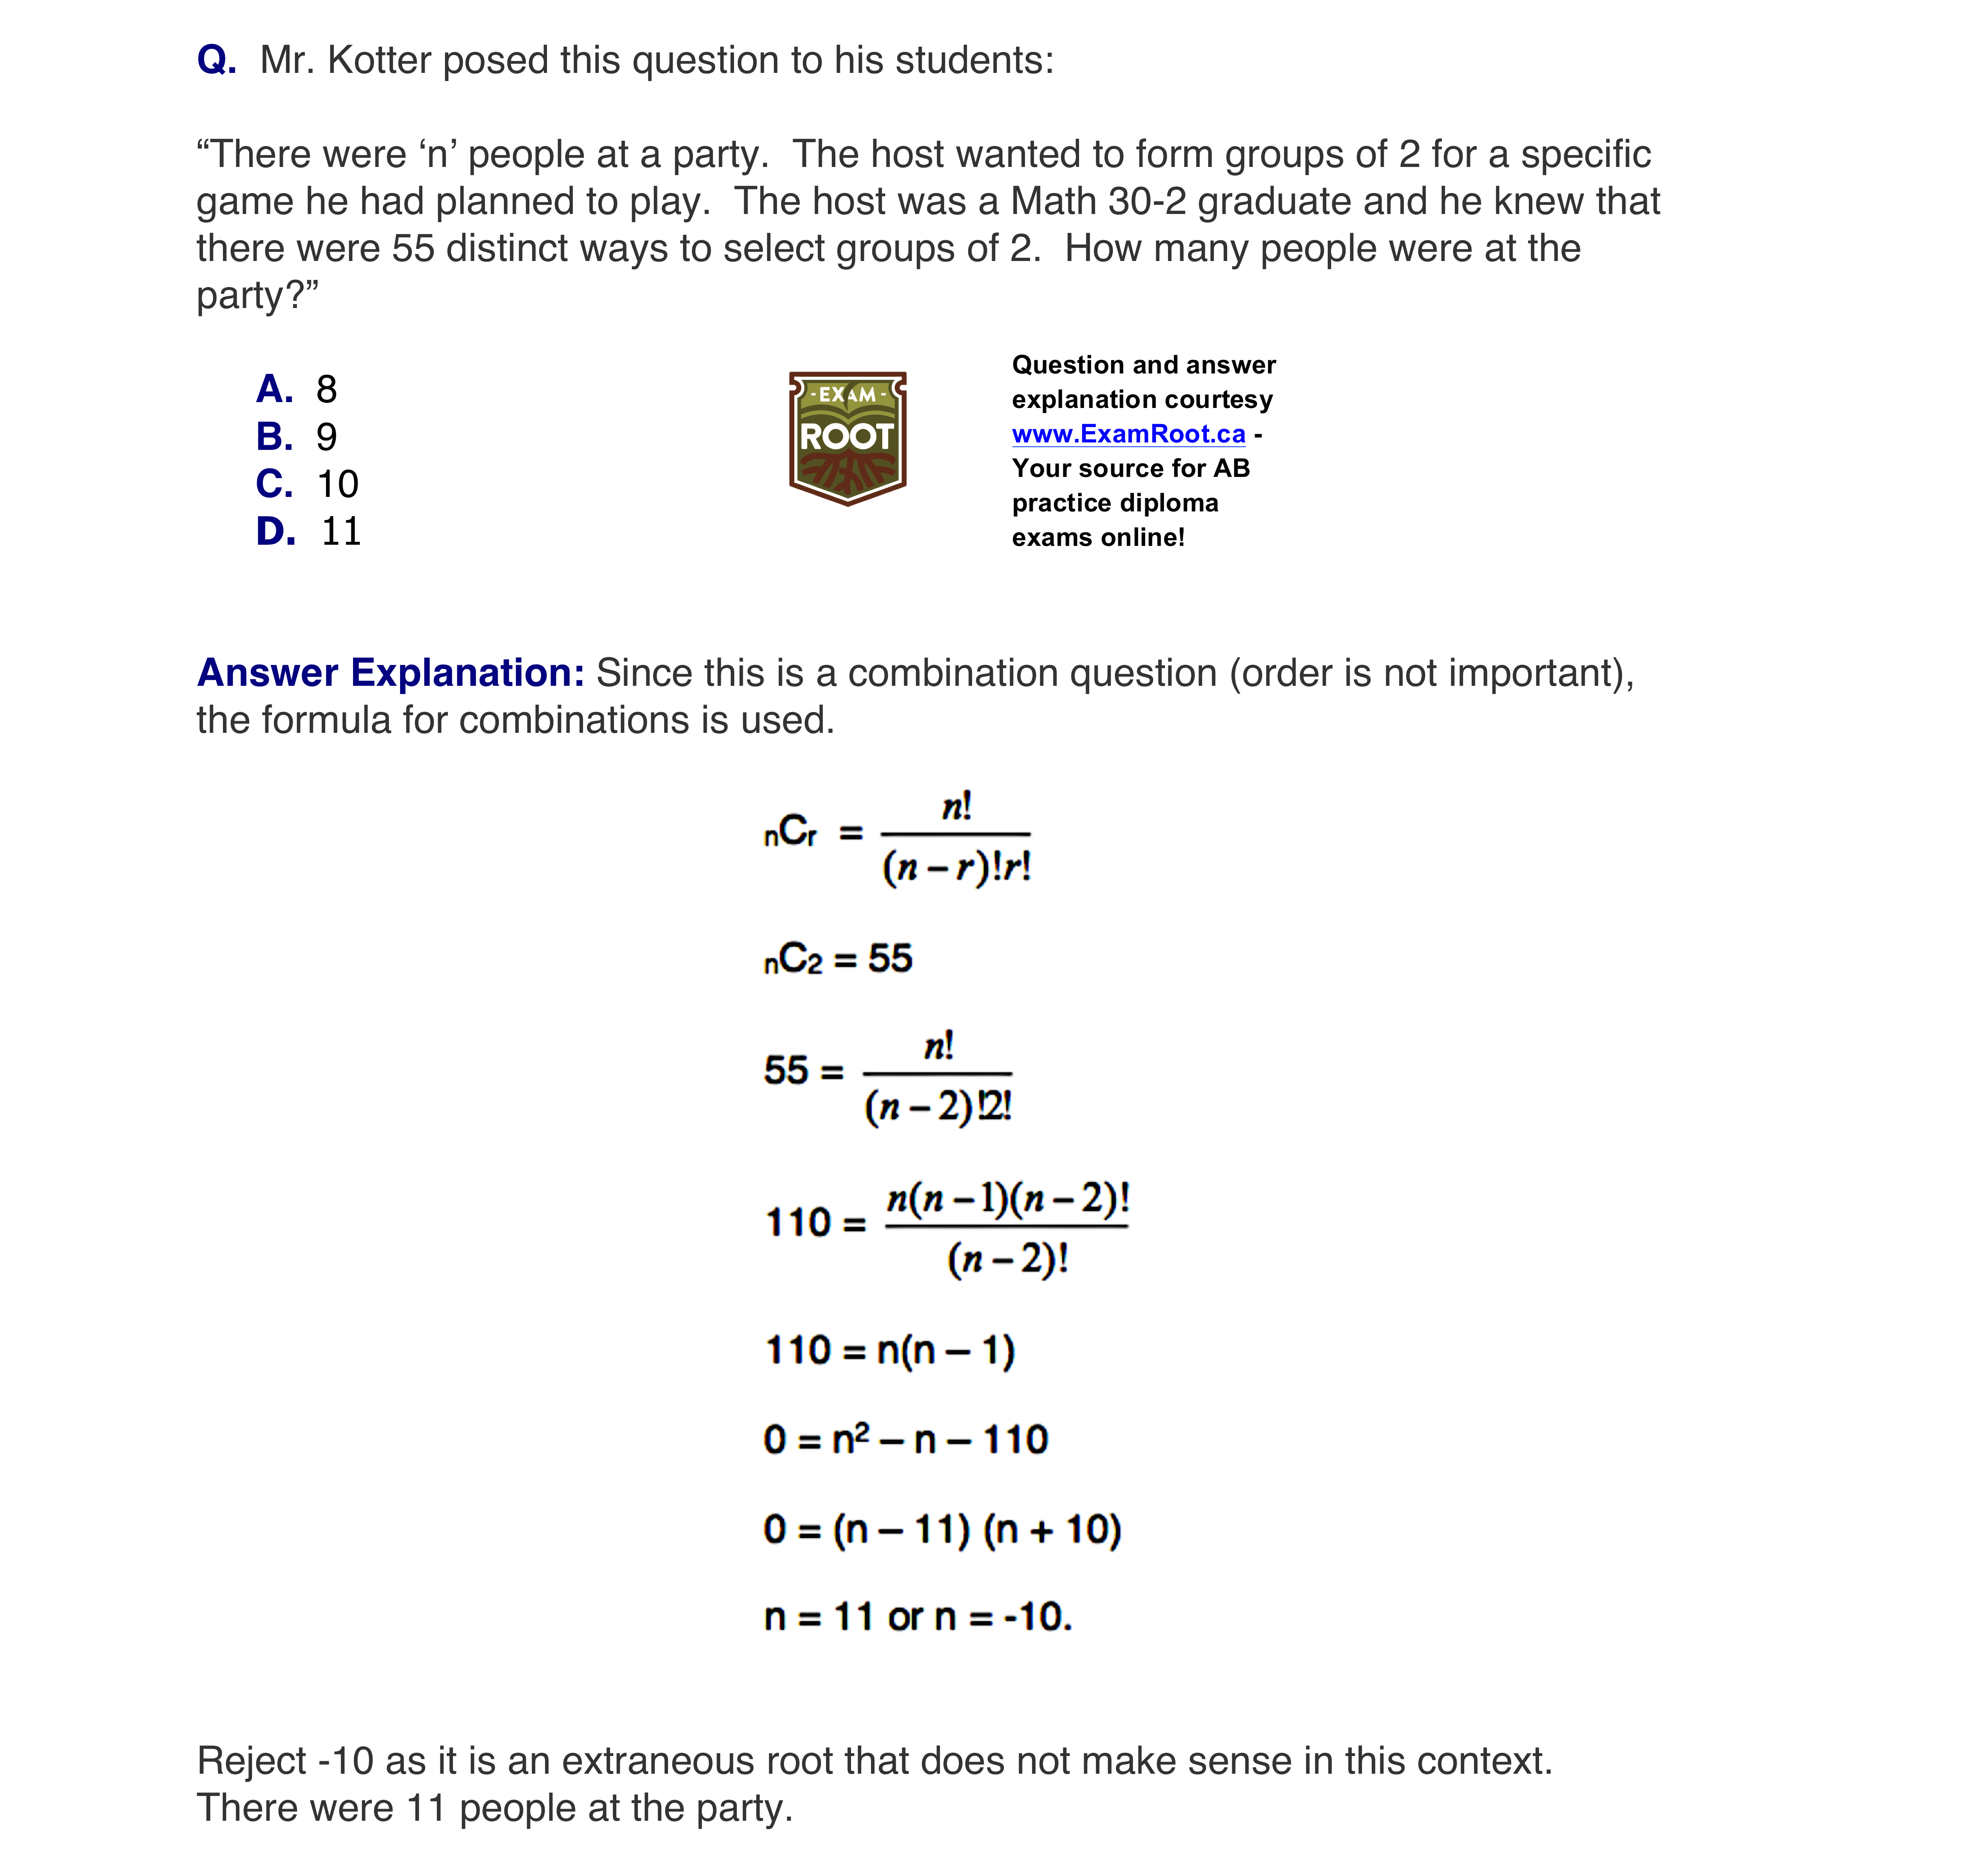 Q. Mr. Kotter posed this question to his students:
“There were ‘n’ people at a party. The host wanted to form groups of 2 for a specific
game he had planned to play. The host was a Math 30-2 graduate and he knew that
there were 55 distinct ways to select groups of 2. How many people were at the
party?”
A. 8
B. 9
C. 10
D. 11
- EXAM -
ROOT
Question and answer
explanation courtesy
www.ExamRoot.ca -
Your source for AB
practice diploma
exams online!
Answer Explanation: Since this is a combination question (order is not important),
the formula for combinations is used.
nCr = n! / (n – r)!r!
nC2 = 55
55 = n! / (n – 2)!2!
110 = n(n – 1)(n – 2)! / (n – 2)!
110 = n(n – 1)
0 = n² – n – 110
0 = (n – 11) (n + 10)
n = 11 or n = -10.
Reject -10 as it is an extraneous root that does not make sense in this context.
There were 11 people at the party.